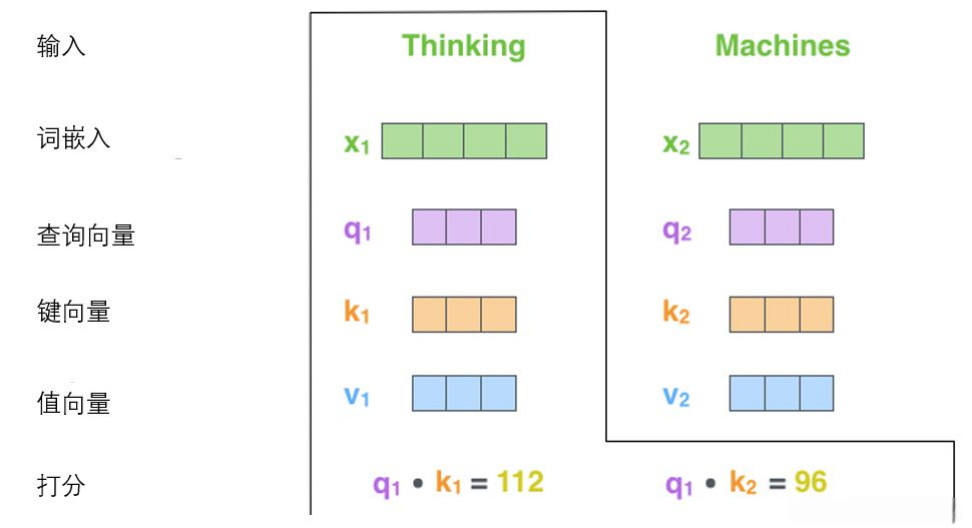 输入 Thinking Machines
词嵌入 x₁ x₂
查询向量 q₁ q₂
键向量 k₁ k₂
值向量 v₁ v₂
打分 q₁ • k₁ = 112 q₁ • k₂ = 96